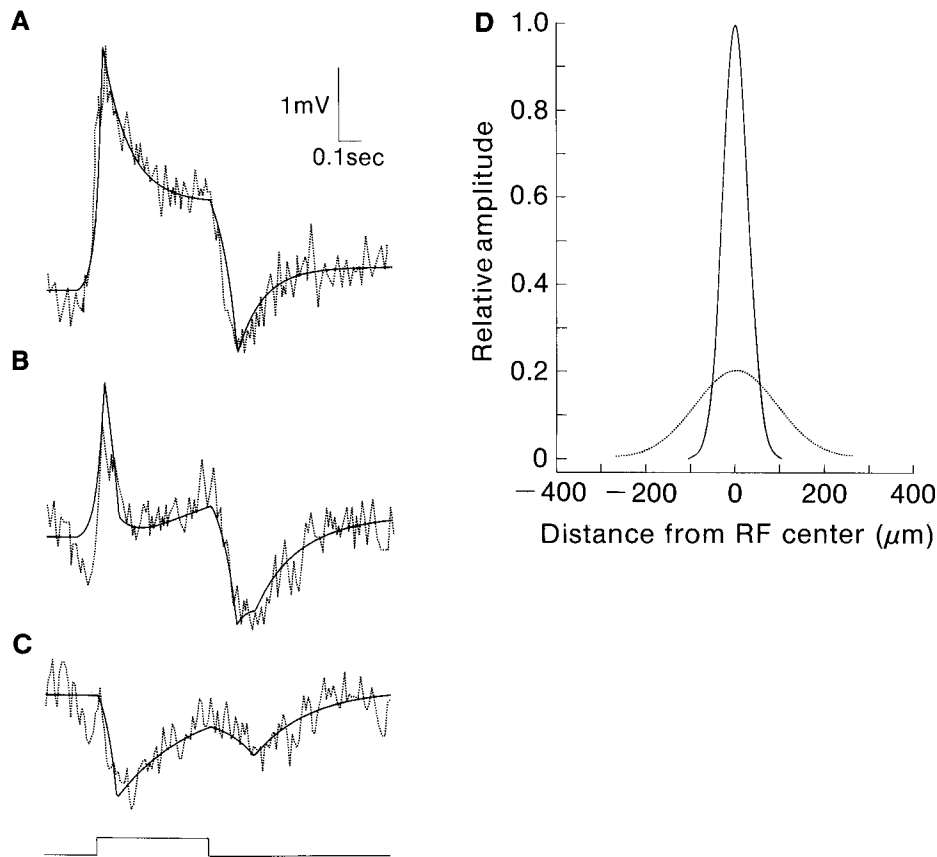 A
1mV
0.1sec
B
C
D
1.0
0.8
0.6
0.4
0.2
0
−400 −200 0 200 400
Relative amplitude
Distance from RF center (μm)